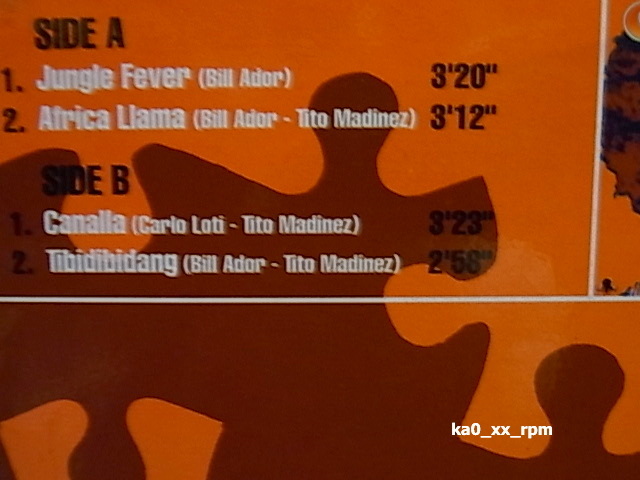 SIDE A
1. Jungle Fever (Bill Ador) 3'20"
2. Africa Llama (Bill Ador - Tito Madinez) 3'12"
SIDE B
1. Canalla (Carlo Loti - Tito Madinez) 3'23"
2. Tibidibidang (Bill Ador - Tito Madinez) 2'56"
ka0_xx_rpm